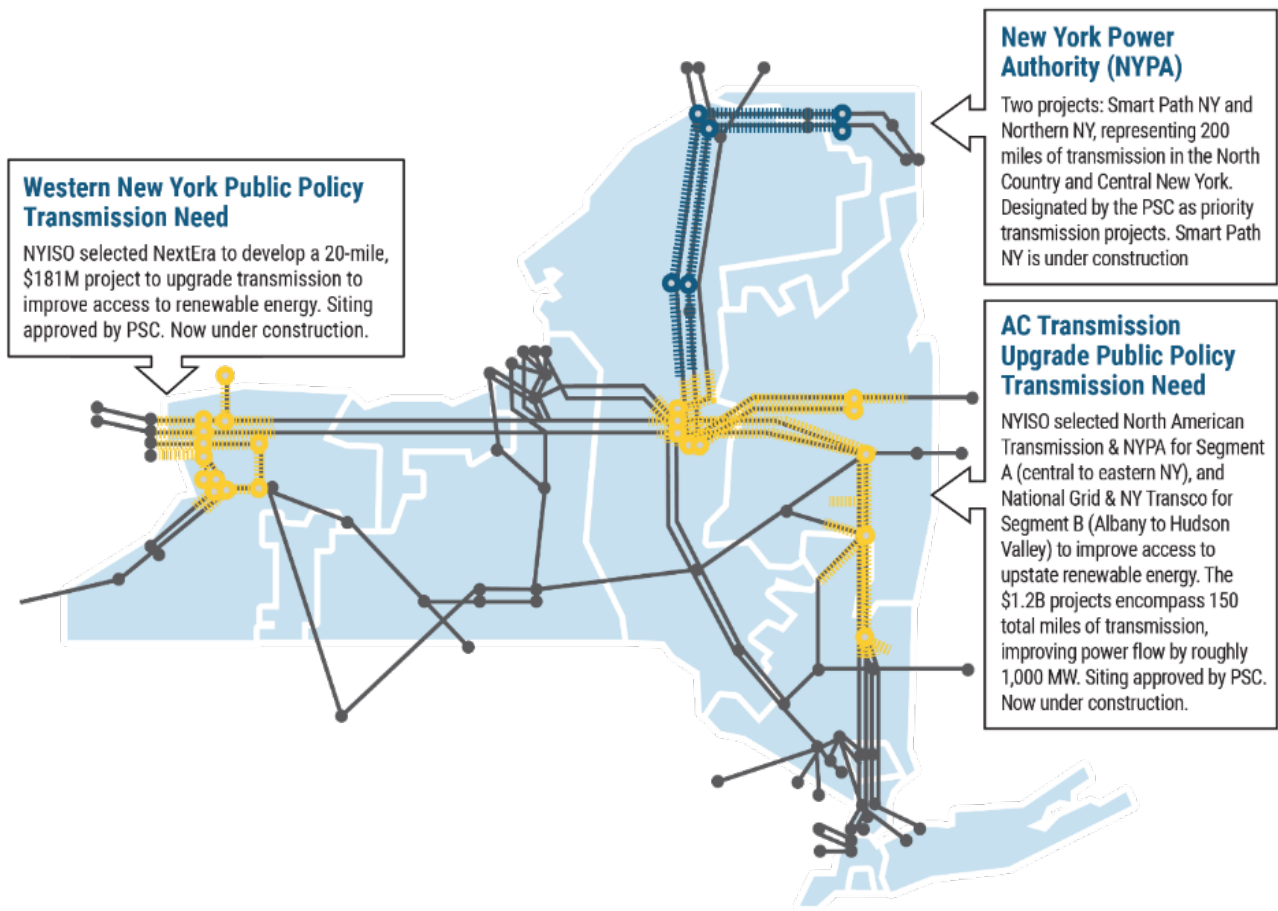 New York Power
Authority (NYPA)
Two projects: Smart Path NY and
Northern NY, representing 200
miles of transmission in the North
Country and Central New York.
Designated by the PSC as priority
transmission projects. Smart Path
NY is under construction
Western New York Public Policy
Transmission Need
NYISO selected NextEra to develop a 20-mile,
$181M project to upgrade transmission to
improve access to renewable energy. Siting
approved by PSC. Now under construction.
AC Transmission
Upgrade Public Policy
Transmission Need
NYISO selected North American
Transmission & NYPA for Segment
A (central to eastern NY), and
National Grid & NY Transco for
Segment B (Albany to Hudson
Valley) to improve access to
upstate renewable energy. The
$1.2B projects encompass 150
total miles of transmission,
improving power flow by roughly
1,000 MW. Siting approved by PSC.
Now under construction.